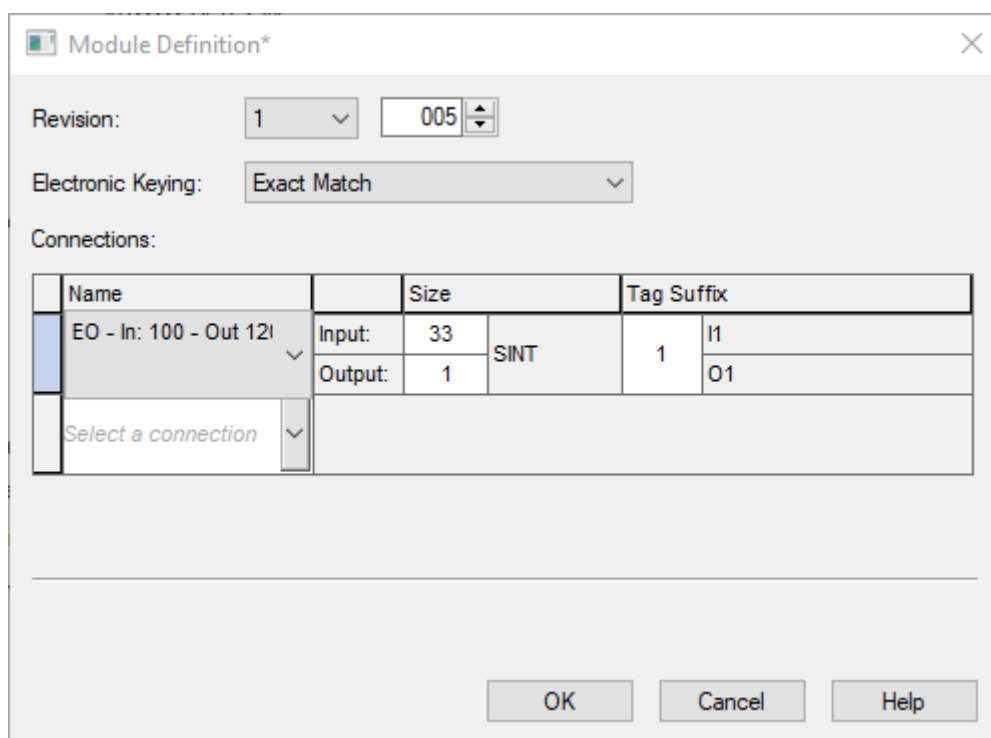 Module Definition*
Revision: 1 005
Electronic Keying: Exact Match
Connections:
Name Size Tag Suffix
EO - In: 100 - Out 120 Input: 33 SINT 1 I1
Output: 1 O1
Select a connection
OK Cancel Help